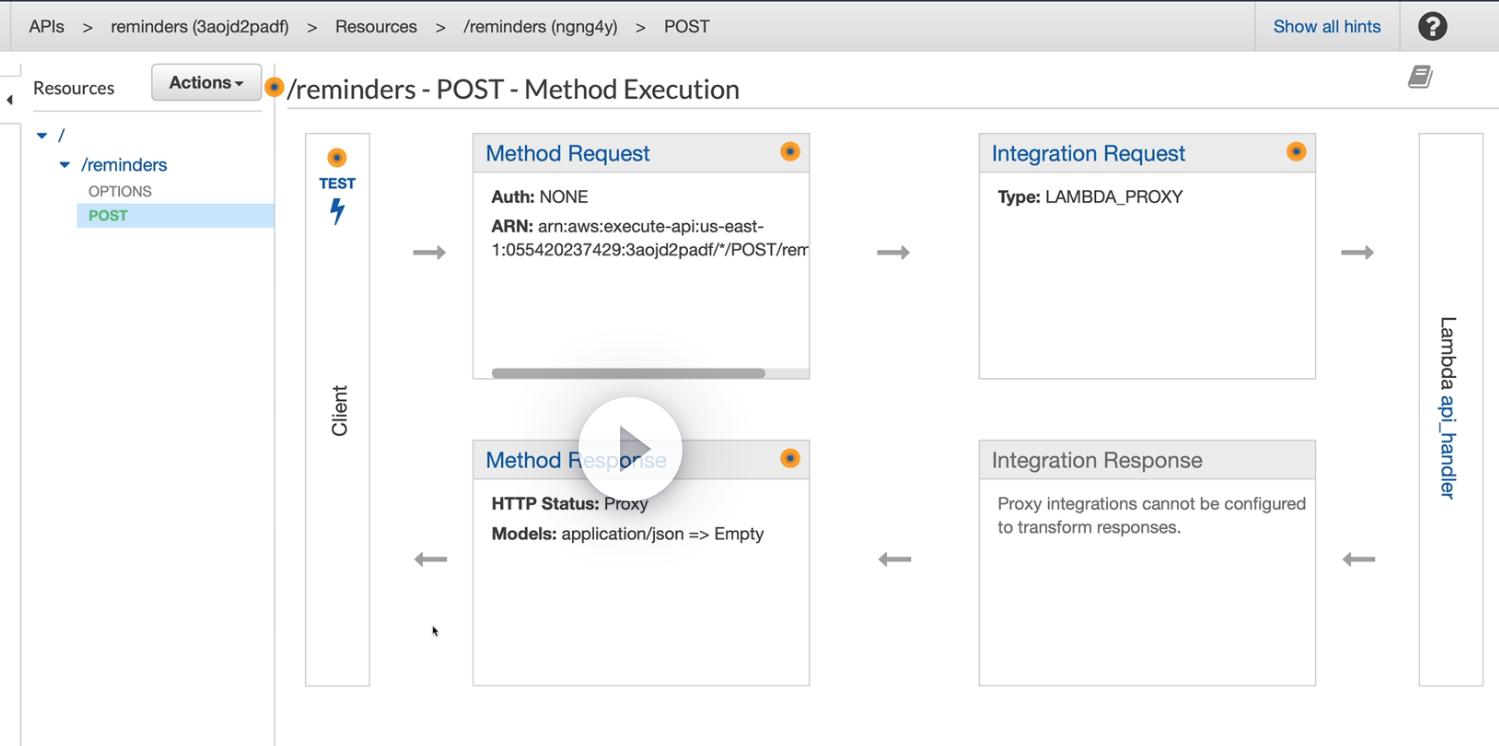 APIs > reminders (3aojd2padf) > Resources > /reminders (ngng4y) > POST
Show all hints
?
Resources
Actions
/reminders - POST - Method Execution
/
/reminders
OPTIONS
POST
TEST
Client
Method Request
Auth: NONE
ARN: arn:aws:execute-api:us-east-
1:055420237429:3aojd2padf/*/POST/rem
Integration Request
Type: LAMBDA_PROXY
Lambda api_handler
Method Response
HTTP Status: Proxy
Models: application/json => Empty
Integration Response
Proxy integrations cannot be configured
to transform responses.